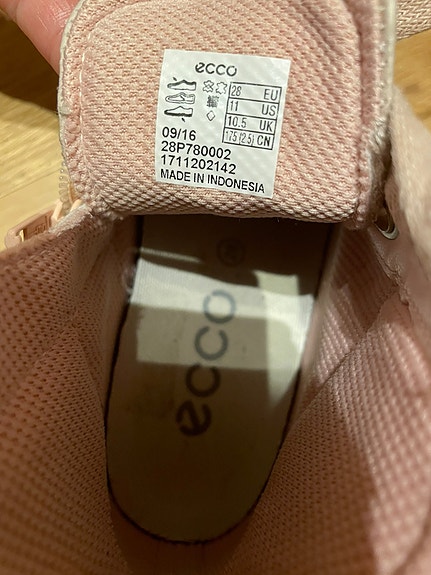 ecco
28 EU
11 US
10.5 UK
175 (2.5) CN
09/16
28P780002
1711202142
MADE IN INDONESIA
ecco